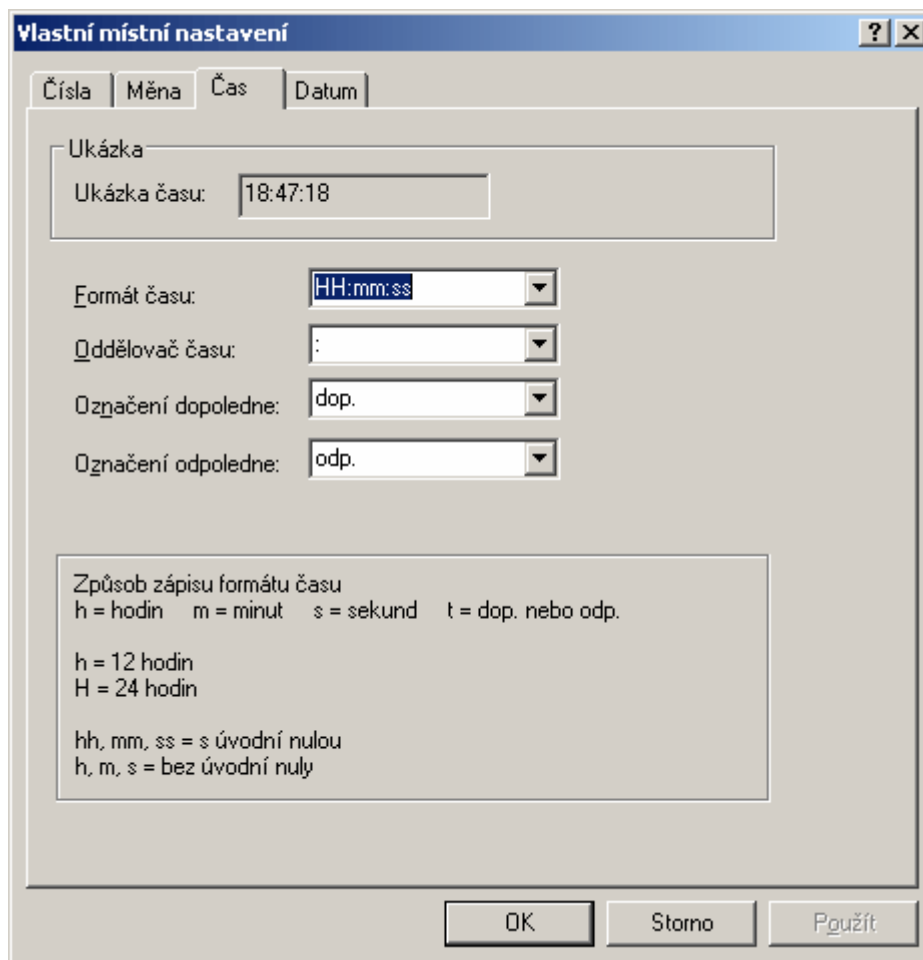 Vlastní místní nastavení
Čísla Měna Čas Datum
Ukázka
Ukázka času: 18:47:18
Formát času: HH:mm:ss
Oddělovač času: :
Označení dopoledne: dop.
Označení odpoledne: odp.
Způsob zápisu formátu času
h = hodin m = minut s = sekund t = dop. nebo odp.
h = 12 hodin
H = 24 hodin
hh, mm, ss = s úvodní nulou
h, m, s = bez úvodní nuly
OK Storno Použít